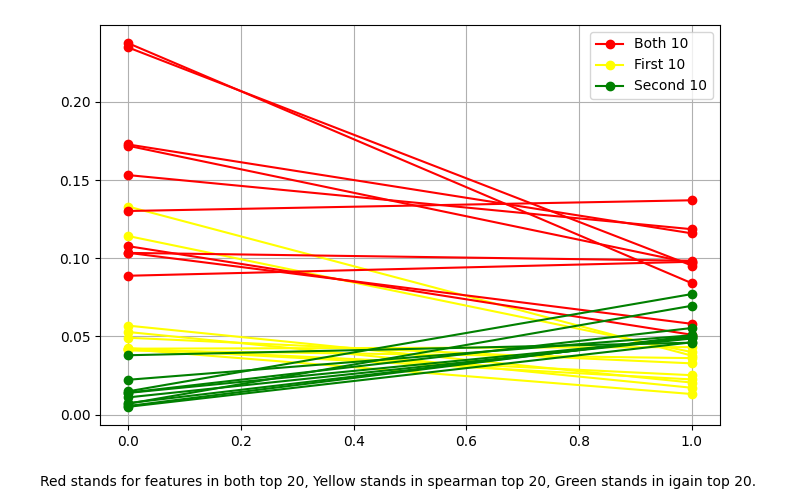 Both 10
First 10
Second 10
0.20
0.15
0.10
0.05
0.00
0.0 0.2 0.4 0.6 0.8 1.0
Red stands for features in both top 20, Yellow stands in spearman top 20, Green stands in igain top 20.